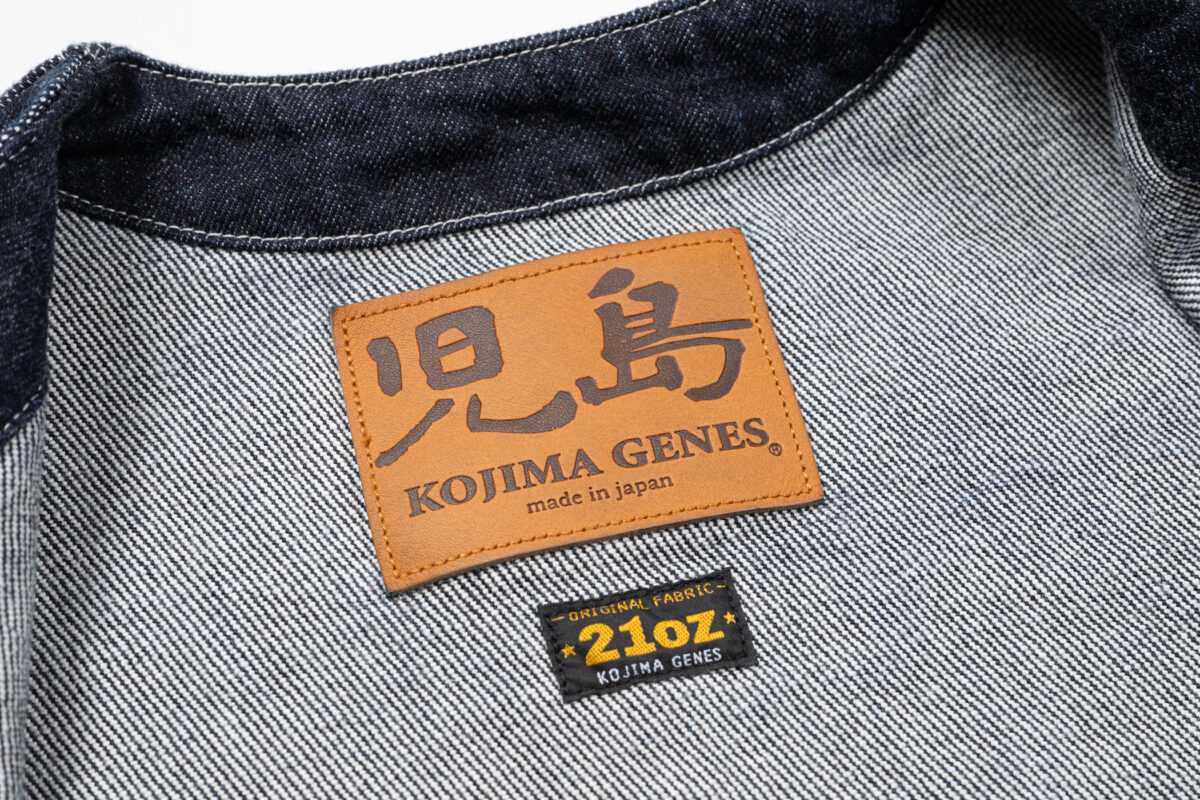 児島
KOJIMA GENES®
made in japan
ORIGINAL FABRIC
★21oz★
KOJIMA GENES